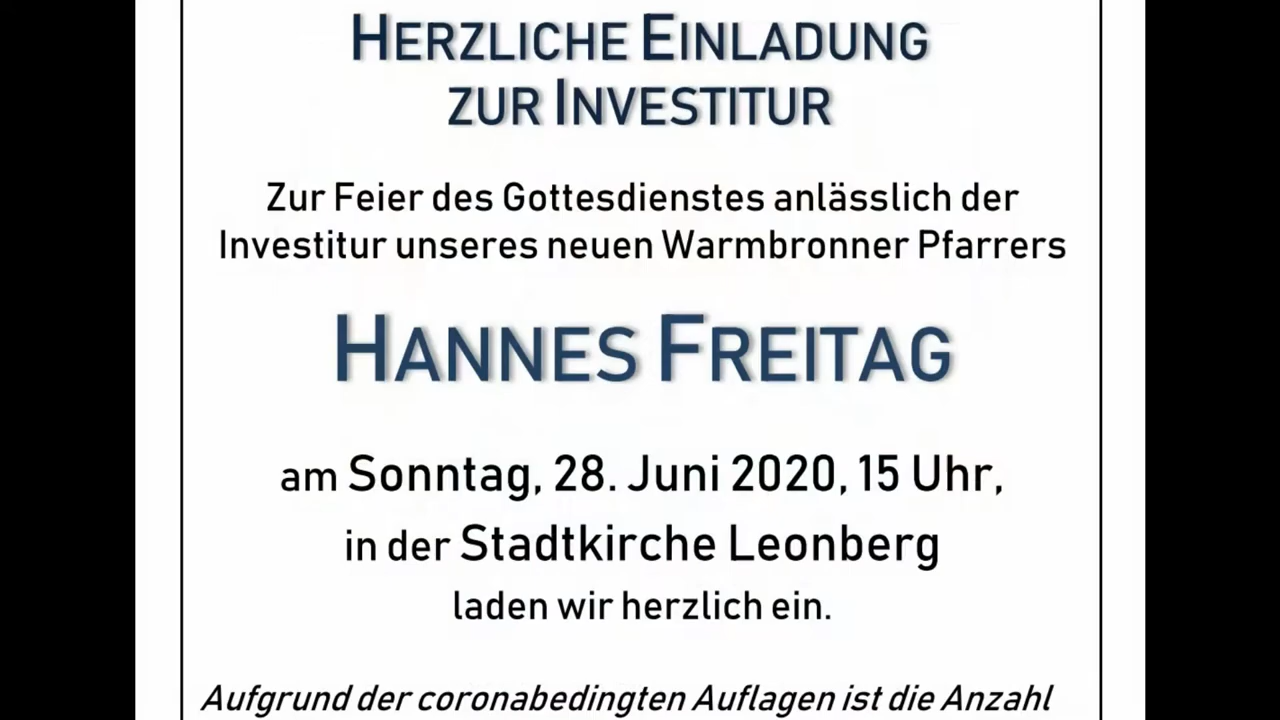 HERZLICHE EINLADUNG
ZUR INVESTITUR
Zur Feier des Gottesdienstes anlässlich der
Investitur unseres neuen Warmbronner Pfarrers
HANNES FREITAG
am Sonntag, 28. Juni 2020, 15 Uhr,
in der Stadtkirche Leonberg
laden wir herzlich ein.
Aufgrund der coronabedingten Auflagen ist die Anzahl